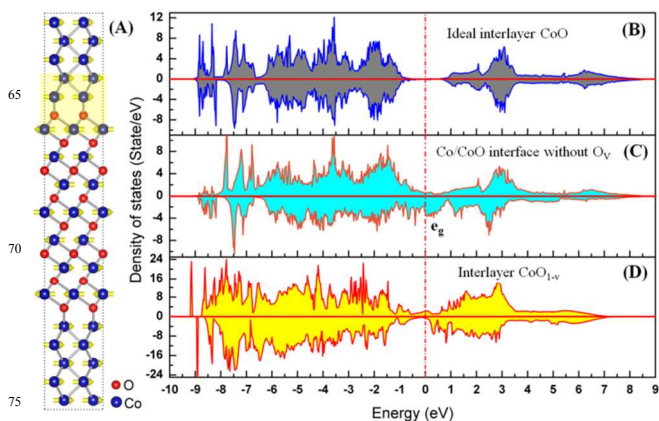 65
70
75
(A)
O
Co
Density of states (State/eV)
12
8
4
0
-4
-8
Ideal interlayer CoO
(B)
8
4
0
-4
-8
Co/CoO interface without O_V
(C)
e_g
24
16
8
0
-8
-16
-24
Interlayer CoO_1-v
(D)
-10 -9 -8 -7 -6 -5 -4 -3 -2 -1 0 1 2 3 4 5 6 7 8 9
Energy (eV)